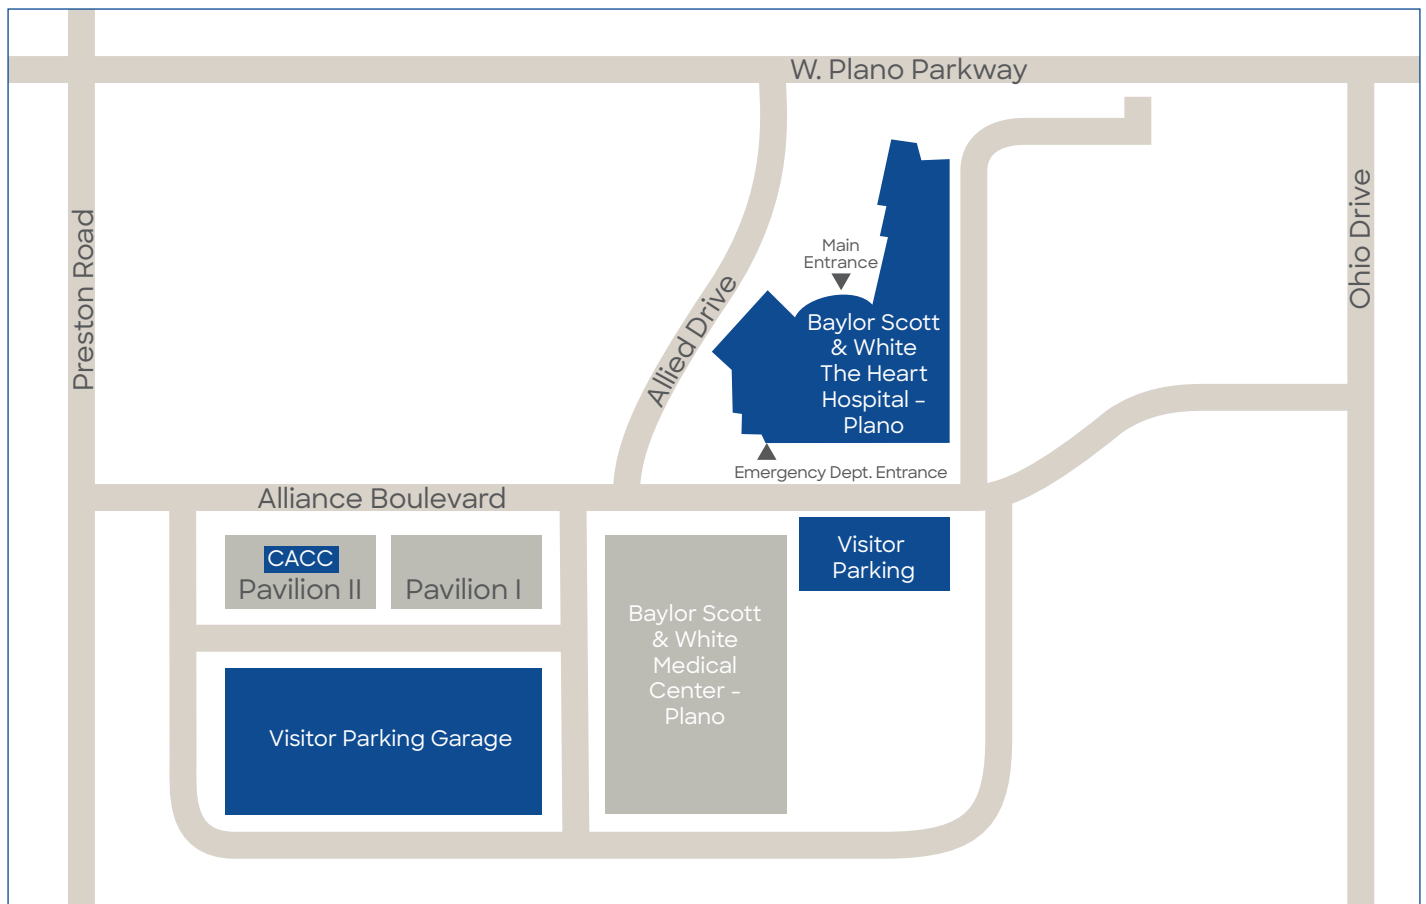 W. Plano Parkway
Preston Road
Ohio Drive
Allied Drive
Main
Entrance
Baylor Scott
& White
The Heart
Hospital –
Plano
Emergency Dept. Entrance
Alliance Boulevard
CACC
Pavilion II
Pavilion I
Visitor
Parking
Baylor Scott
& White
Medical
Center -
Plano
Visitor Parking Garage